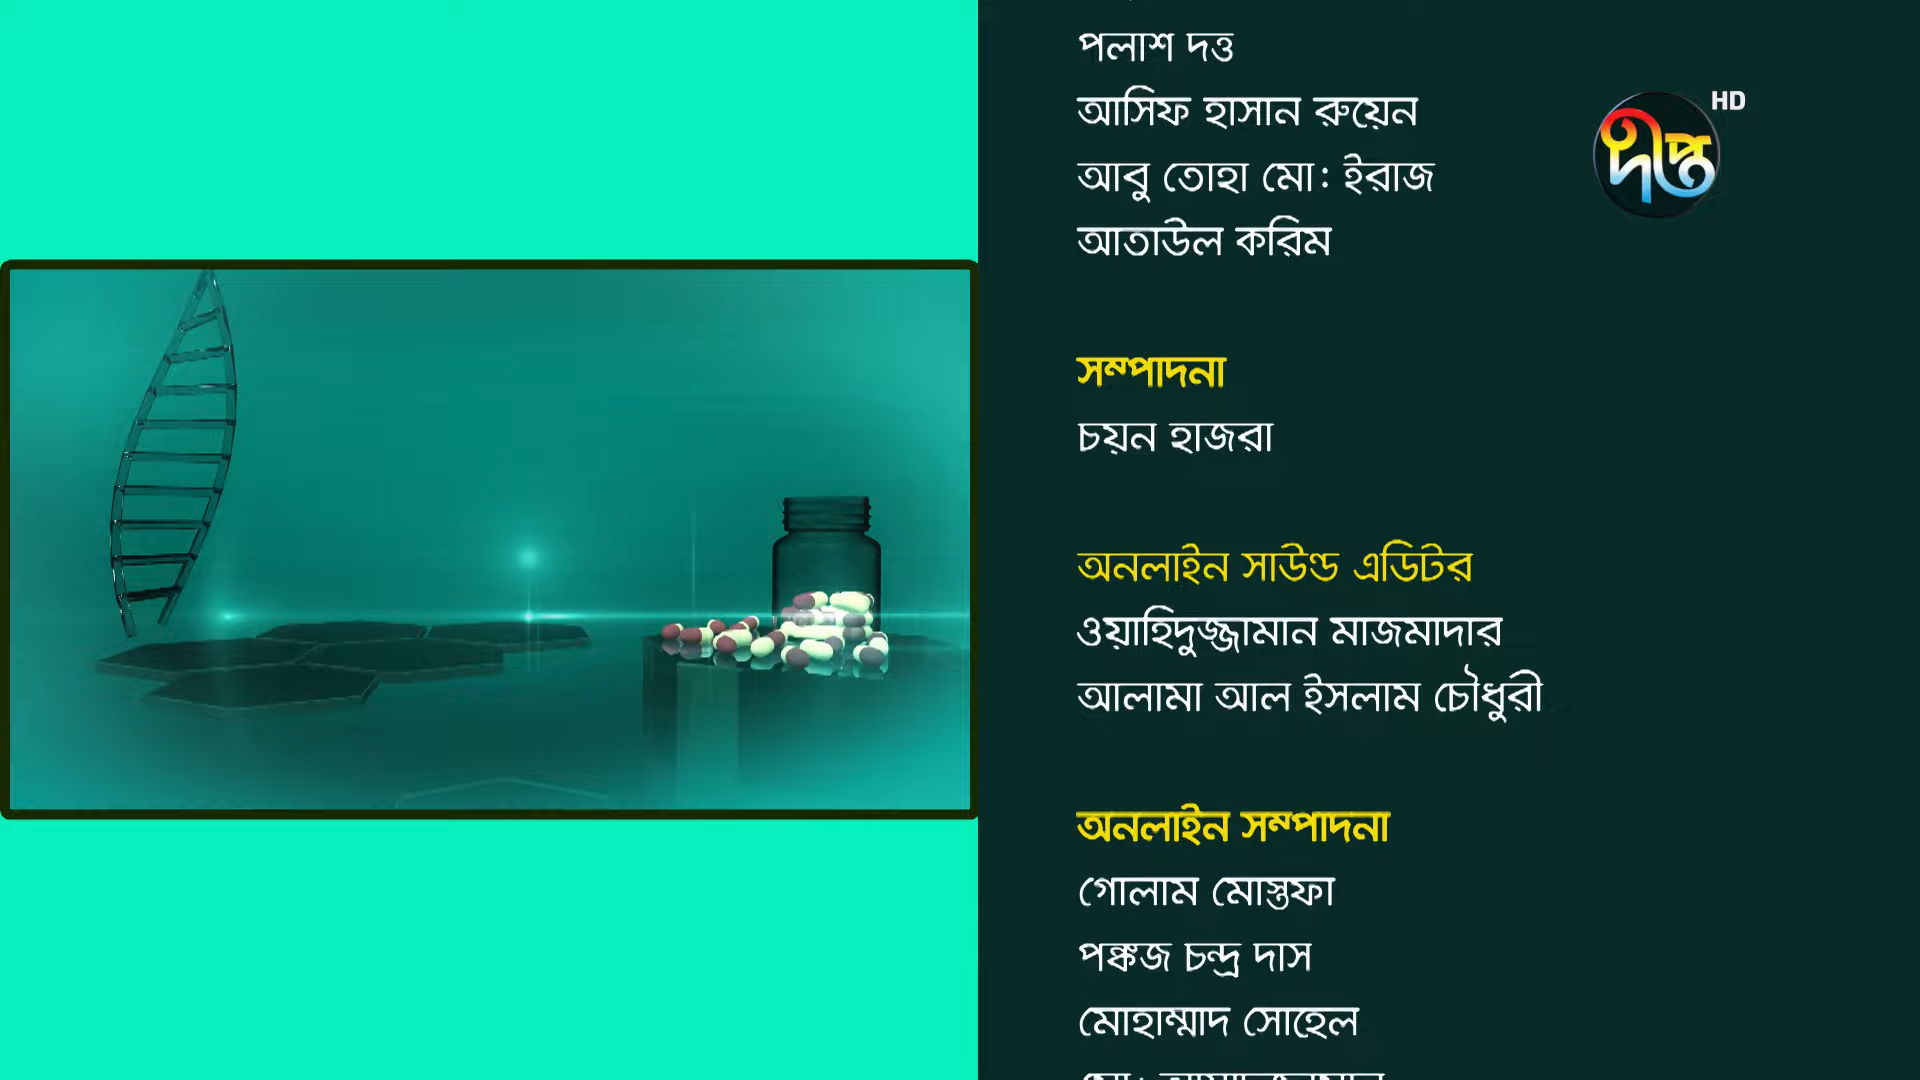 পলাশ দত্ত
আসিফ হাসান রুয়েন
আবু তোহা মো: ইরাজ
আতাউল করিম
সম্পাদনা
চয়ন হাজরা
অনলাইন সাউন্ড এডিটর
ওয়াহিদুজ্জামান মাজমাদার
আলামা আল ইসলাম চৌধুরী
অনলাইন সম্পাদনা
গোলাম মোস্তফা
পঙ্কজ চন্দ্র দাস
মোহাম্মাদ সোহেল
দীপ্ত HD